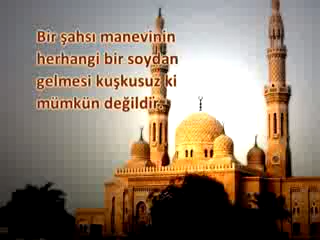 Bir şahsı manevinin
herhangi bir soydan
gelmesi kuşkusuz ki
mümkün değildir.